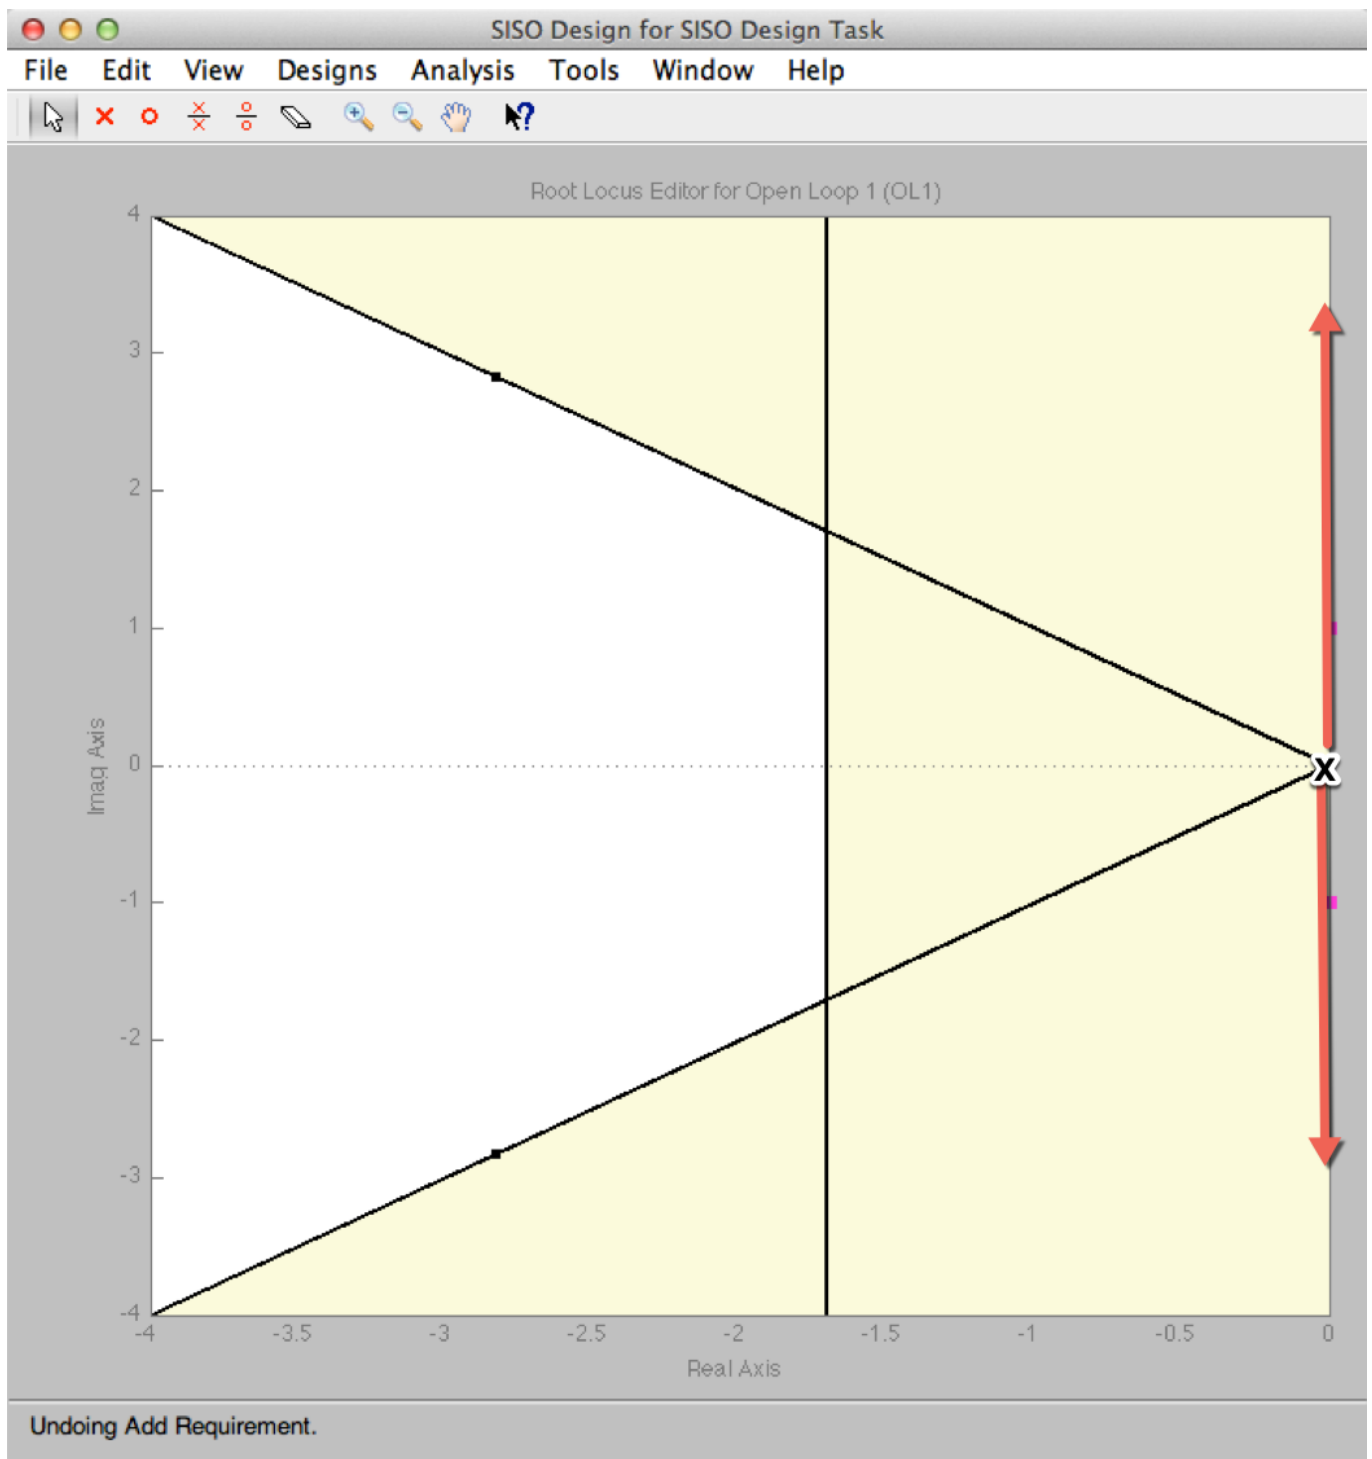 SISO Design for SISO Design Task
File Edit View Designs Analysis Tools Window Help
Root Locus Editor for Open Loop 1 (OL1)
4
3
2
1
0
-1
-2
-3
-4
Imag Axis
X
-4 -3.5 -3 -2.5 -2 -1.5 -1 -0.5 0
Real Axis
Undoing Add Requirement.